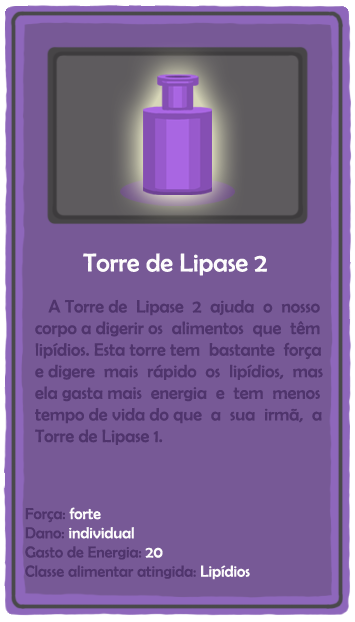 Torre de Lipase 2
A Torre de Lipase 2 ajuda o nosso
corpo a digerir os alimentos que têm
lipídios. Esta torre tem bastante força
e digere mais rápido os lipídios, mas
ela gasta mais energia e tem menos
tempo de vida do que a sua irmã, a
Torre de Lipase 1.
Força: forte
Dano: individual
Gasto de Energia: 20
Classe alimentar atingida: Lipídios